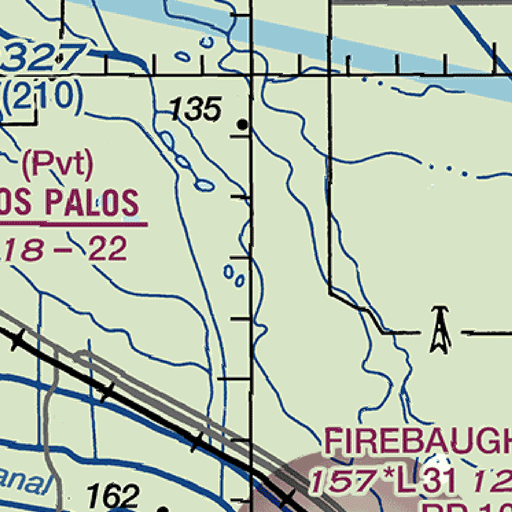 327
(210)
135
(Pvt)
OS PALOS
18 - 22
FIREBAUGH
157 *L 31 12
162
anal